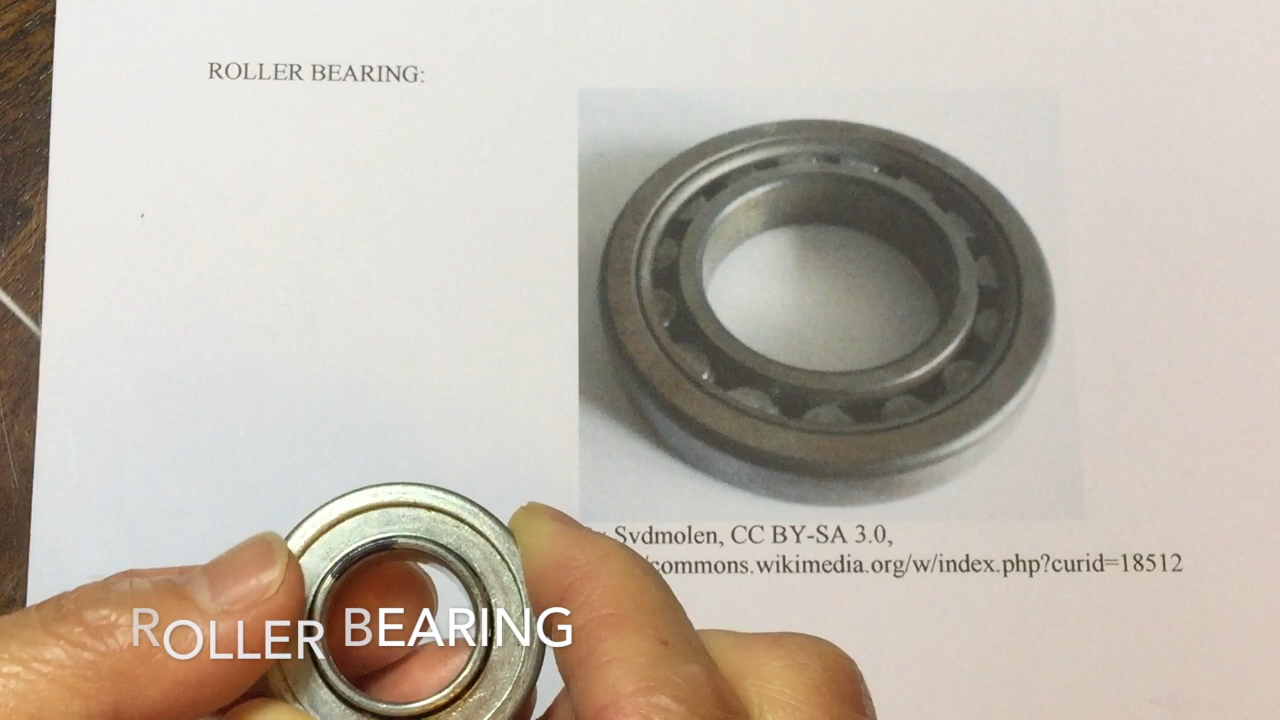 ROLLER BEARING:
Svdmolen, CC BY-SA 3.0,
commons.wikimedia.org/w/index.php?curid=18512
ROLLER BEARING